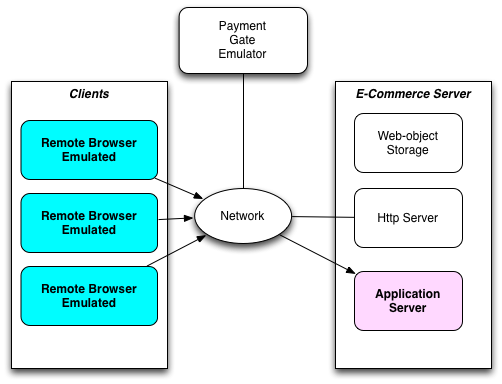 Payment
Gate
Emulator
Clients
Remote Browser
Emulated
Remote Browser
Emulated
Remote Browser
Emulated
Network
E-Commerce Server
Web-object
Storage
Http Server
Application
Server